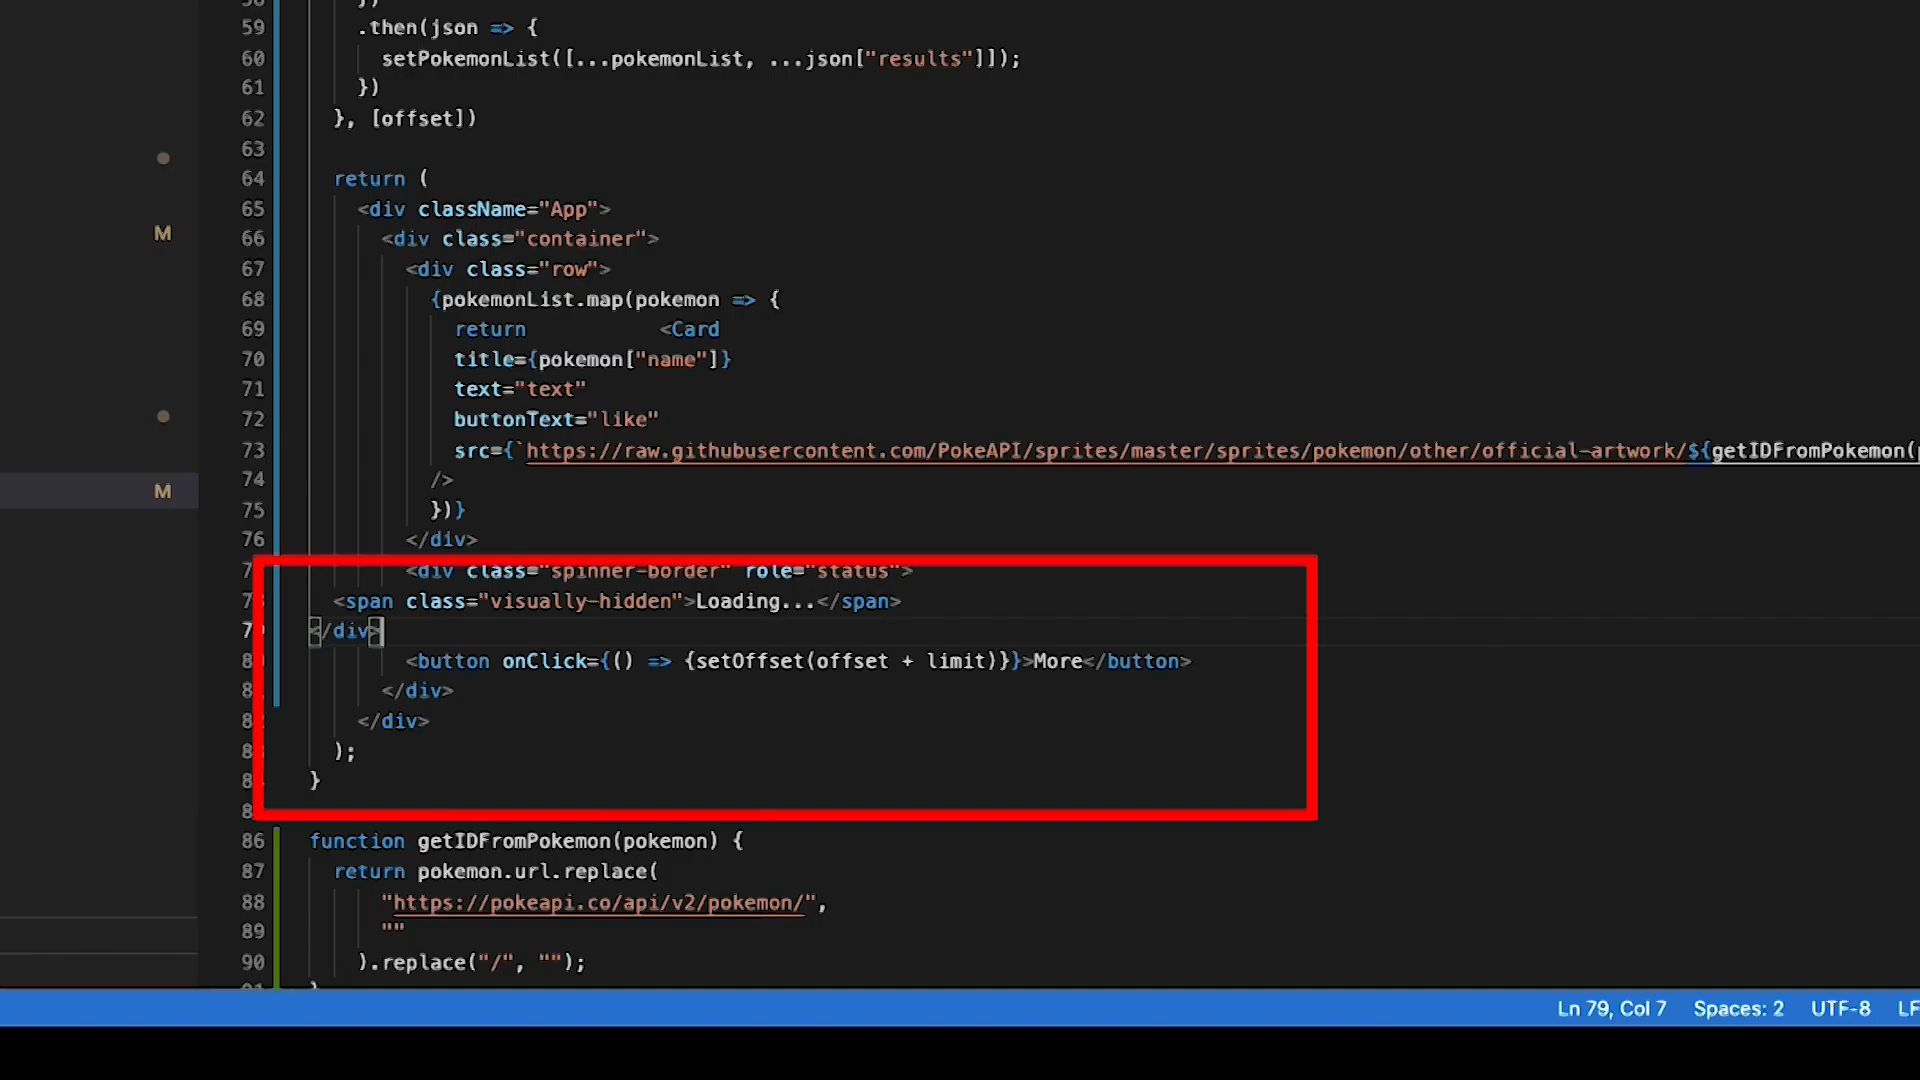 59 .then(json => {
60 setPokemonList([...pokemonList, ...json["results"]]);
61 })
62 }, [offset])
63
64 return (
65 <div className="App">
66 <div class="container">
67 <div class="row">
68 {pokemonList.map(pokemon => {
69 return <Card
70 title={pokemon["name"]}
71 text="text"
72 buttonText="like"
73 src={`https://raw.githubusercontent.com/PokeAPI/sprites/master/sprites/pokemon/other/official-artwork/${getIDFromPokemon(
M
74 />
M
75 })}
76 </div>
<div class="spinner-border" role="status">
<span class="visually-hidden">Loading...</span>
</div>
<button onClick={() => {setOffset(offset + limit)}}>More</button>
</div>
</div>
);
}
86 function getIDFromPokemon(pokemon) {
87 return pokemon.url.replace(
88 "https://pokeapi.co/api/v2/pokemon/",
89 ""
90 ).replace("/", "");
Ln 79, Col 7 Spaces: 2 UTF-8 LF